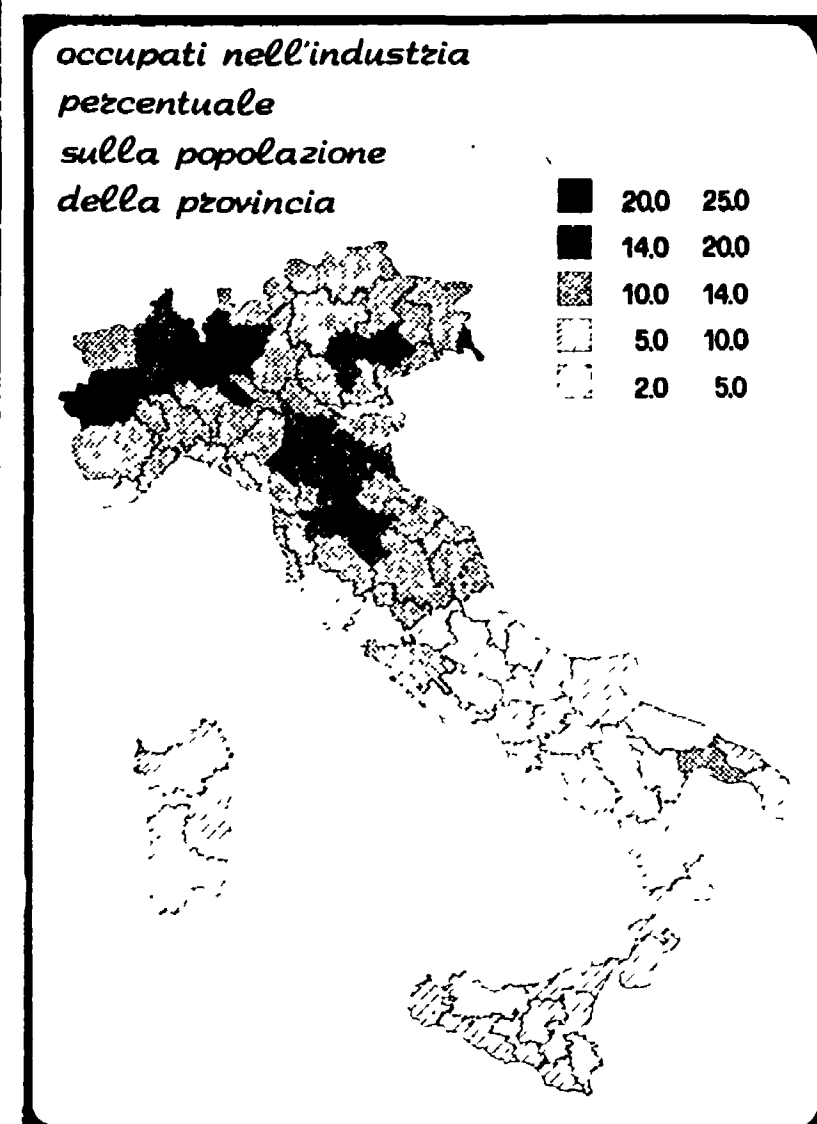 occupati nell'industria
percentuale
sulla popolazione
della provincia
20.0 25.0
14.0 20.0
10.0 14.0
5.0 10.0
2.0 5.0